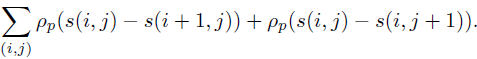 ∑_{(i,j)} ρ_p(s(i, j) − s(i + 1, j)) + ρ_p(s(i, j) − s(i, j + 1)).